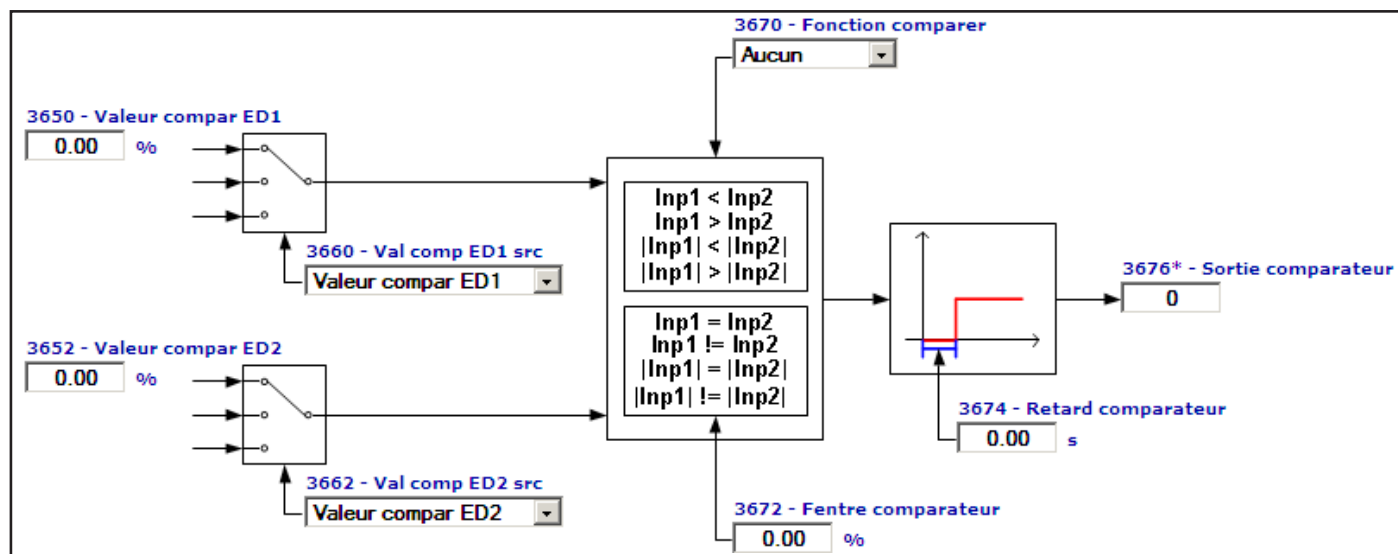 3670 - Fonction comparer
Aucun
3650 - Valeur compar ED1
0.00 %
3660 - Val comp ED1 src
Valeur compar ED1
Inp1 < Inp2
Inp1 > Inp2
|Inp1| < |Inp2|
|Inp1| > |Inp2|
Inp1 = Inp2
Inp1 != Inp2
|Inp1| = |Inp2|
|Inp1| != |Inp2|
3676* - Sortie comparateur
0
3652 - Valeur compar ED2
0.00 %
3674 - Retard comparateur
0.00 s
3662 - Val comp ED2 src
Valeur compar ED2
3672 - Fentre comparateur
0.00 %